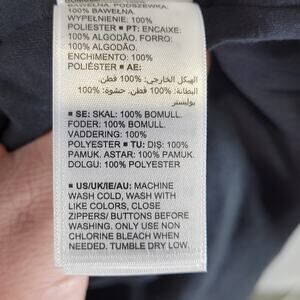 BAWEŁNA. PODSZEWKA:
100% BAWEŁNA.
WYPEŁNIENIE: 100%
POLIESTER ■ PT: ENCAIXE:
100% ALGODÃO. FORRO:
100% ALGODÃO.
ENCHIMENTO: 100%
POLIÉSTER ■ AE:
الهيكل الخارجي: 100% قطن.
البطانة: 100% قطن. حشوة: 100%
بوليستر
■ SE: SKAL: 100% BOMULL.
FODER: 100% BOMULL.
VADDERING: 100%
POLYESTER ■ TU: DIŞ: 100%
PAMUK. ASTAR: 100% PAMUK.
DOLGU: 100% POLYESTER
■ US/UK/IE/AU: MACHINE
WASH COLD, WASH WITH
LIKE COLORS, CLOSE
ZIPPERS/ BUTTONS BEFORE
WASHING. ONLY USE NON
CHLORINE BLEACH WHEN
NEEDED. TUMBLE DRY LOW.